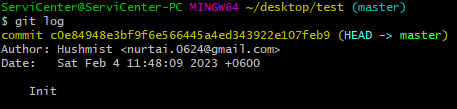 ServiCenter@ServiCenter-PC MINGW64 ~/desktop/test (master)
$ git log
commit c0e84948e3bf9f6e566445a4ed343922e107feb9 (HEAD -> master)
Author: Hushmist <nurtai.0624@gmail.com>
Date:   Sat Feb 4 11:48:09 2023 +0600
    Init